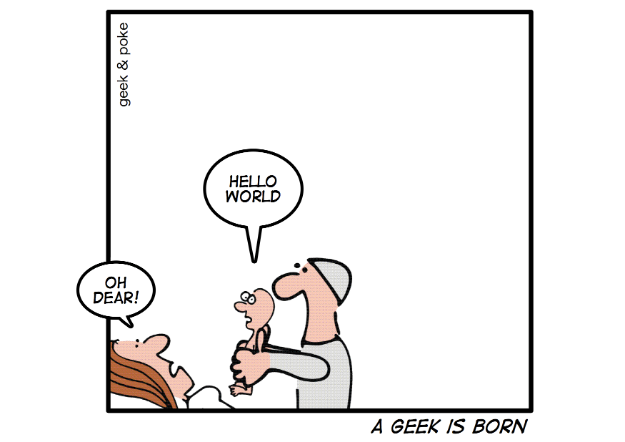 geek & poke
HELLO
WORLD
OH
DEAR!
A GEEK IS BORN